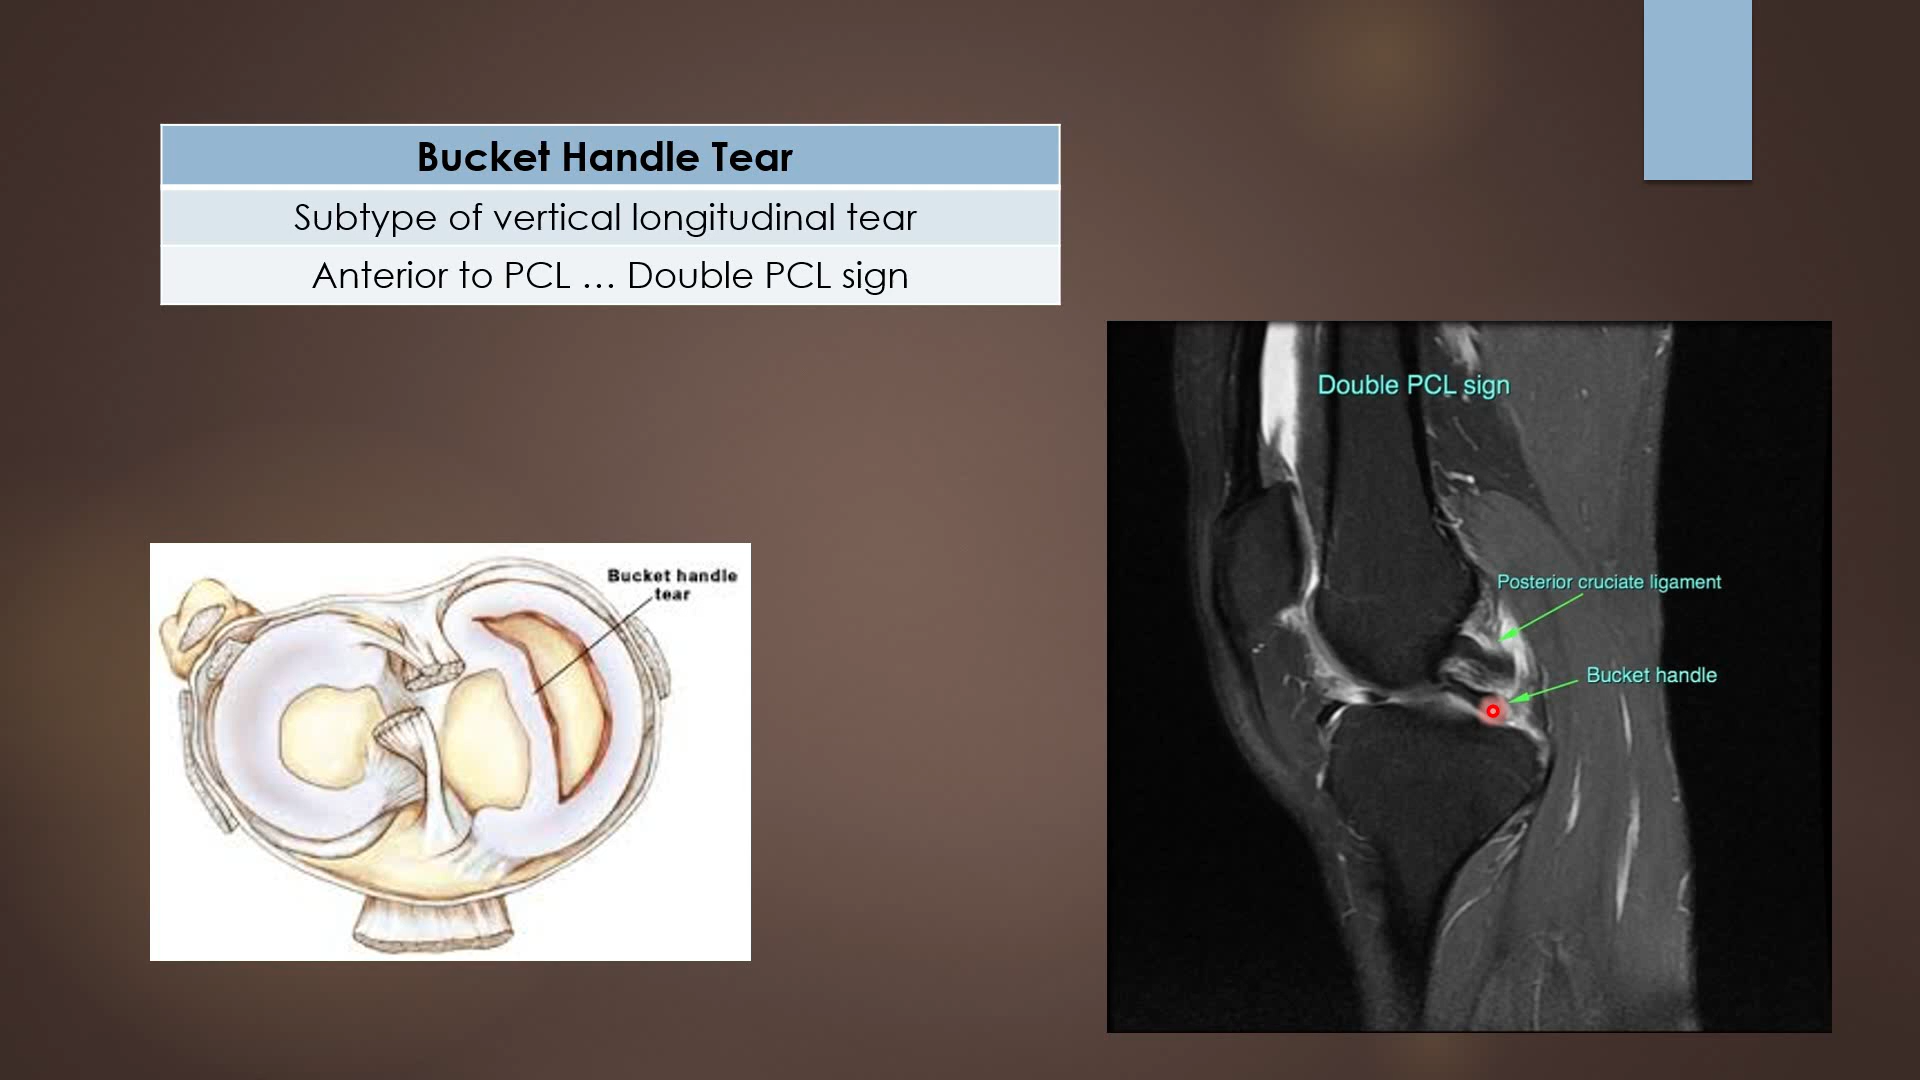 Bucket Handle Tear
Subtype of vertical longitudinal tear
Anterior to PCL … Double PCL sign
Double PCL sign
Posterior cruciate ligament
Bucket handle
Bucket handle
tear